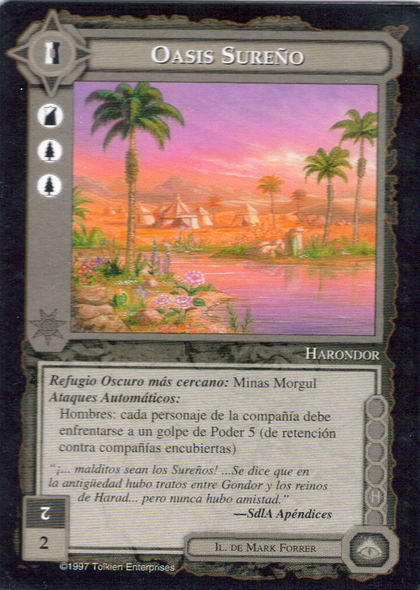 OASIS SUREÑO
HARONDOR
Refugio Oscuro más cercano: Minas Morgul
Ataques Automáticos:
Hombres: cada personaje de la compañía debe
enfrentarse a un golpe de Poder 5 (de retención
contra compañías encubiertas)
“¡... malditos sean los Sureños! ...Se dice que en
la antigüedad hubo tratos entre Gondor y los reinos
de Harad... pero nunca hubo amistad.”
—SdlA Apéndices
2
2
H
IL. DE MARK FORRER
©1997 Tolkien Enterprises